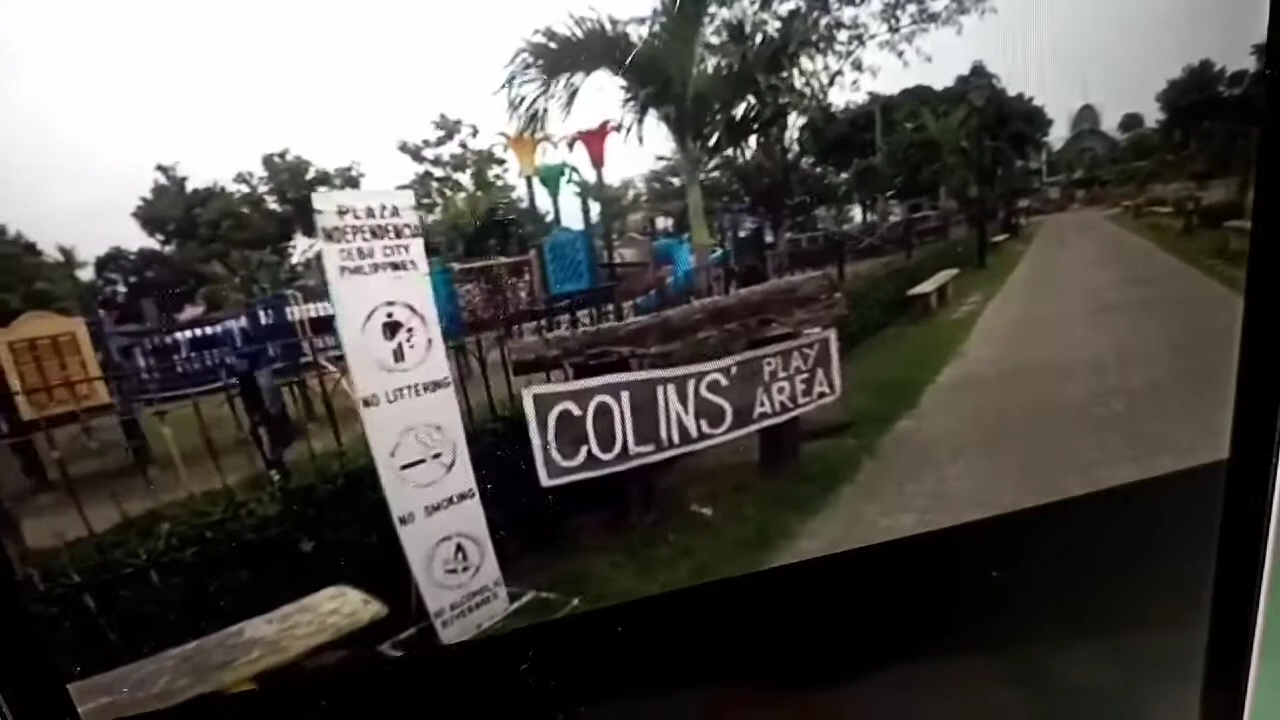 PLAZA
INDEPENDENCIA
CEBU CITY
PHILIPPINES
NO LITTERING
NO SMOKING
NO ALCOHOLIC
BEVERAGES
COLINS' PLAY
AREA